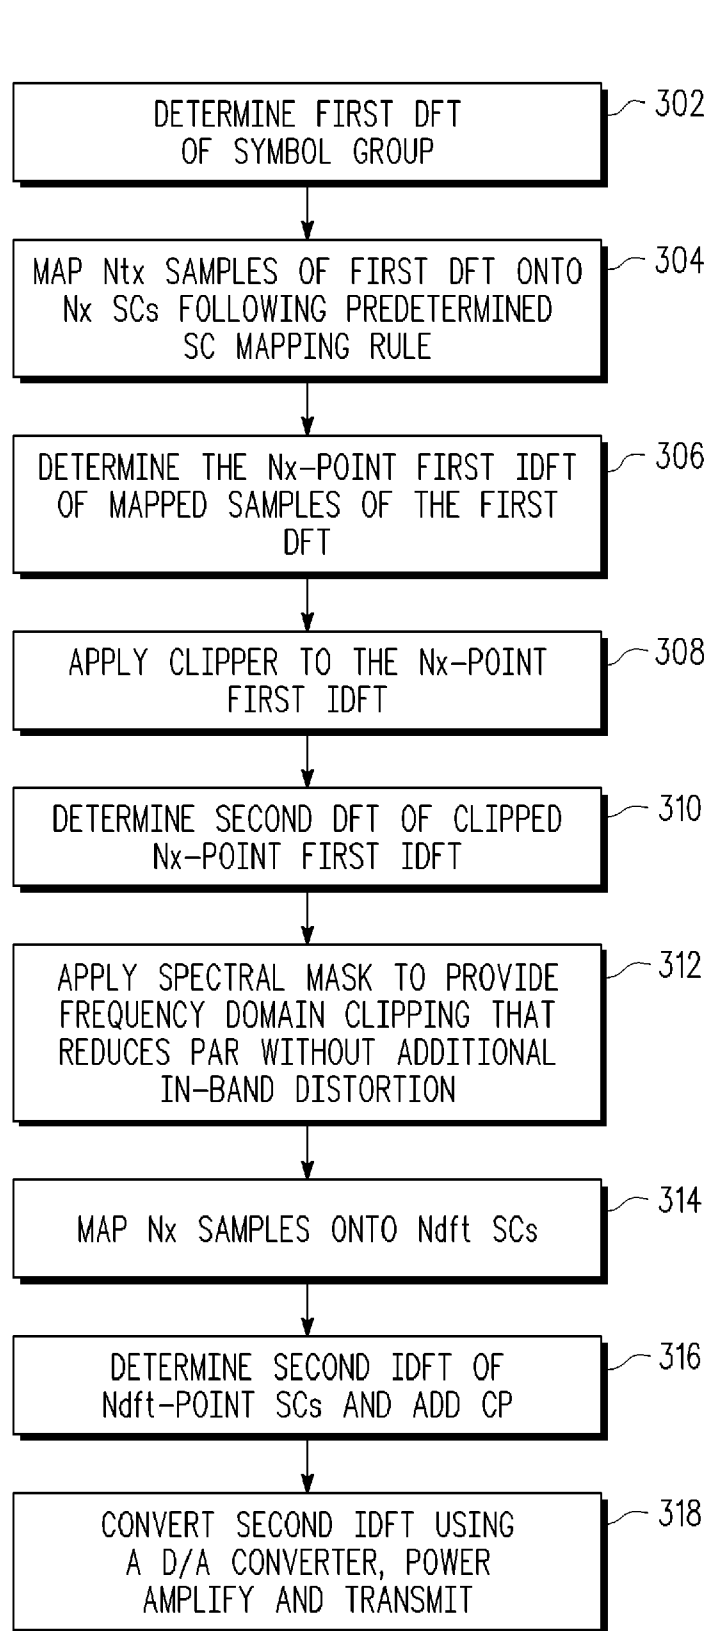 DETERMINE FIRST DFT
OF SYMBOL GROUP
302
MAP Ntx SAMPLES OF FIRST DFT ONTO
Nx SCs FOLLOWING PREDETERMINED
SC MAPPING RULE
304
DETERMINE THE Nx-POINT FIRST IDFT
OF MAPPED SAMPLES OF THE FIRST
DFT
306
APPLY CLIPPER TO THE Nx-POINT
FIRST IDFT
308
DETERMINE SECOND DFT OF CLIPPED
Nx-POINT FIRST IDFT
310
APPLY SPECTRAL MASK TO PROVIDE
FREQUENCY DOMAIN CLIPPING THAT
REDUCES PAR WITHOUT ADDITIONAL
IN-BAND DISTORTION
312
MAP Nx SAMPLES ONTO Ndft SCs
314
DETERMINE SECOND IDFT OF
Ndft-POINT SCs AND ADD CP
316
CONVERT SECOND IDFT USING
A D/A CONVERTER, POWER
AMPLIFY AND TRANSMIT
318